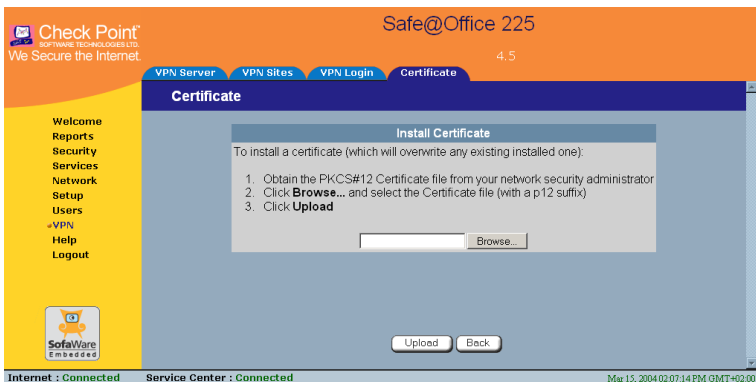 Check Point™
SOFTWARE TECHNOLOGIES LTD.
We Secure the Internet.
Safe@Office 225
4.5
VPN Server VPN Sites VPN Login Certificate
Certificate
Welcome
Reports
Security
Services
Network
Setup
Users
VPN
Help
Logout
Install Certificate
To install a certificate (which will overwrite any existing installed one):
1. Obtain the PKCS#12 Certificate file from your network security administrator
2. Click Browse... and select the Certificate file (with a p12 suffix)
3. Click Upload
Browse...
Upload Back
SofaWare
Embedded
Internet : Connected Service Center : Connected Mar 15, 2004 02:07:14 PM GMT+02:00